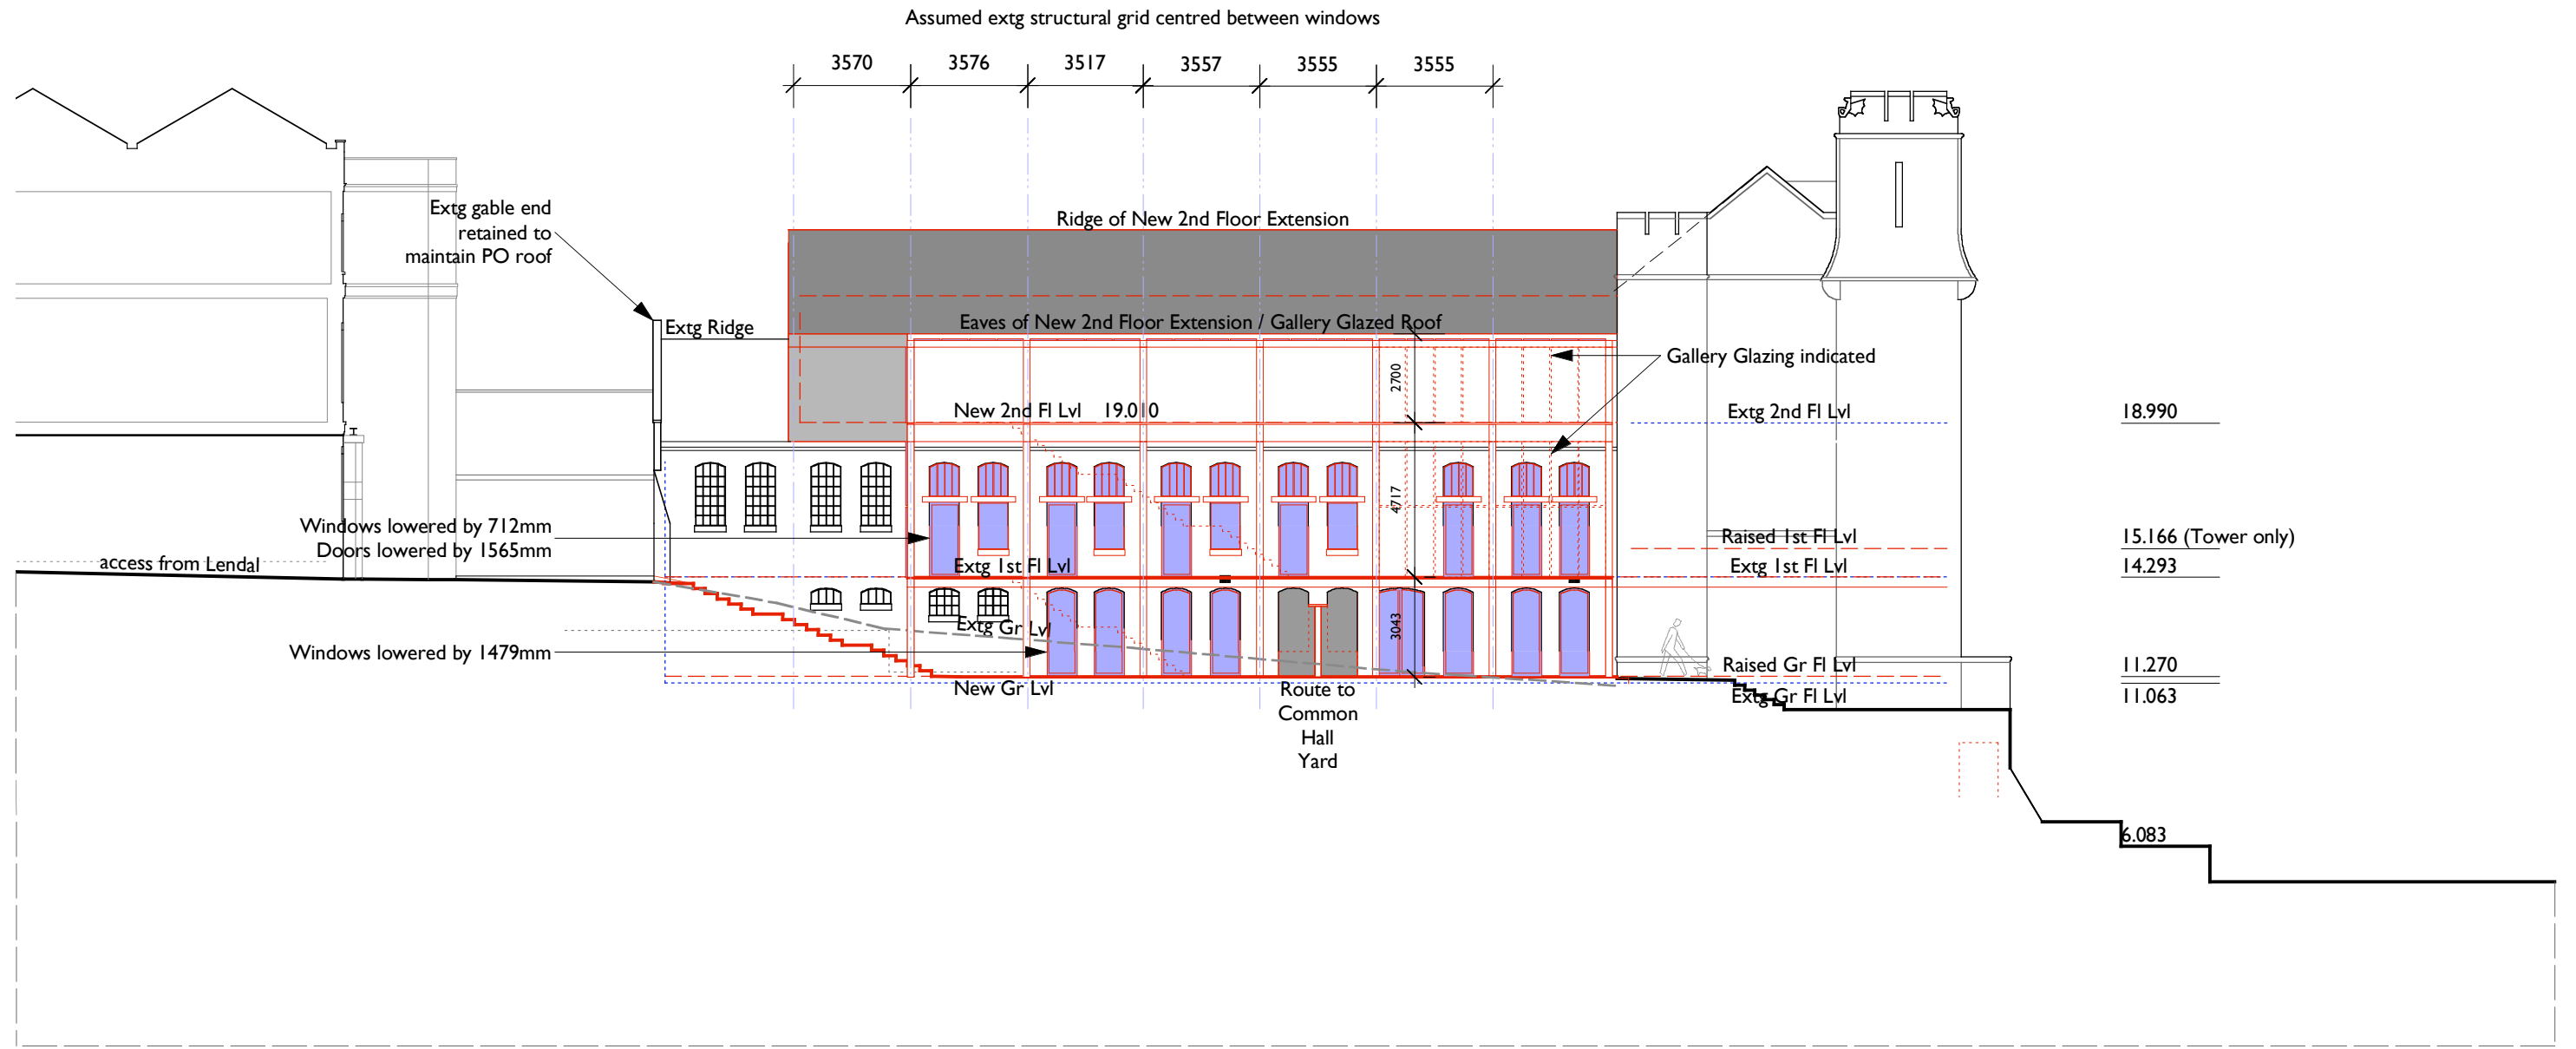 Assumed extg structural grid centred between windows
3570 3576 3517 3557 3555 3555
Extg gable end
retained to
maintain PO roof
Ridge of New 2nd Floor Extension
Extg Ridge
Eaves of New 2nd Floor Extension / Gallery Glazed Roof
Gallery Glazing indicated
2700
New 2nd Fl Lvl 19.010
Extg 2nd Fl Lvl
18.990
4717
Windows lowered by 712mm
Doors lowered by 1565mm
Raised 1st Fl Lvl
15.166 (Tower only)
access from Lendal
Extg 1st Fl Lvl
Extg 1st Fl Lvl
14.293
Extg Gr Lvl
3043
Windows lowered by 1479mm
Raised Gr Fl Lvl
11.270
New Gr Lvl
Extg Gr Fl Lvl
11.063
Route to
Common
Hall
Yard
6.083